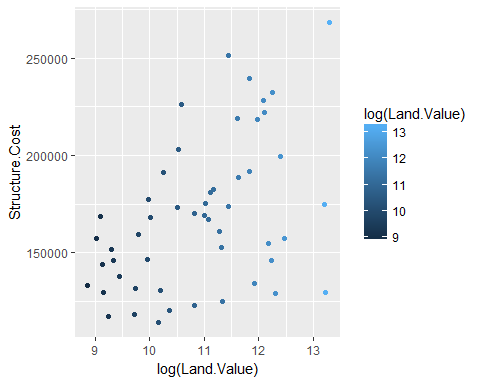 250000
200000
150000
Structure.Cost
9 10 11 12 13
log(Land.Value)
log(Land.Value)
13
12
11
10
9